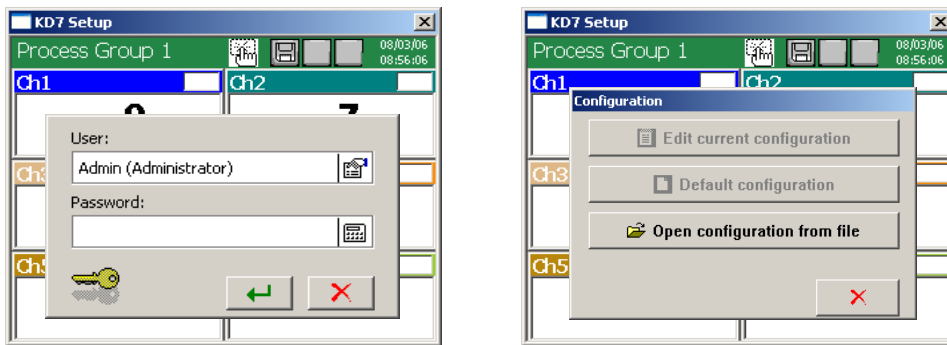 KD7 Setup
Process Group 1
08/03/06
08:56:06
Ch1
Ch2
User:
Admin (Administrator)
Ch3
Password:
Ch5
KD7 Setup
Process Group 1
08/03/06
08:56:06
Ch1
Ch2
Configuration
Edit current configuration
Ch3
Default configuration
Open configuration from file
Ch5